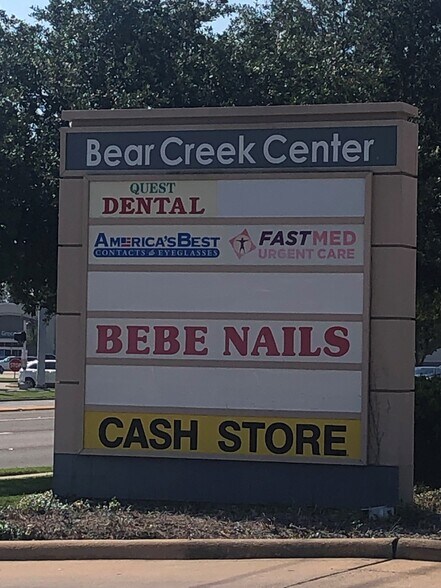 Bear Creek Center
QUEST
DENTAL
AMERICA'S BEST
CONTACTS & EYEGLASSES
FASTMED
URGENT CARE
BEBE NAILS
CASH STORE